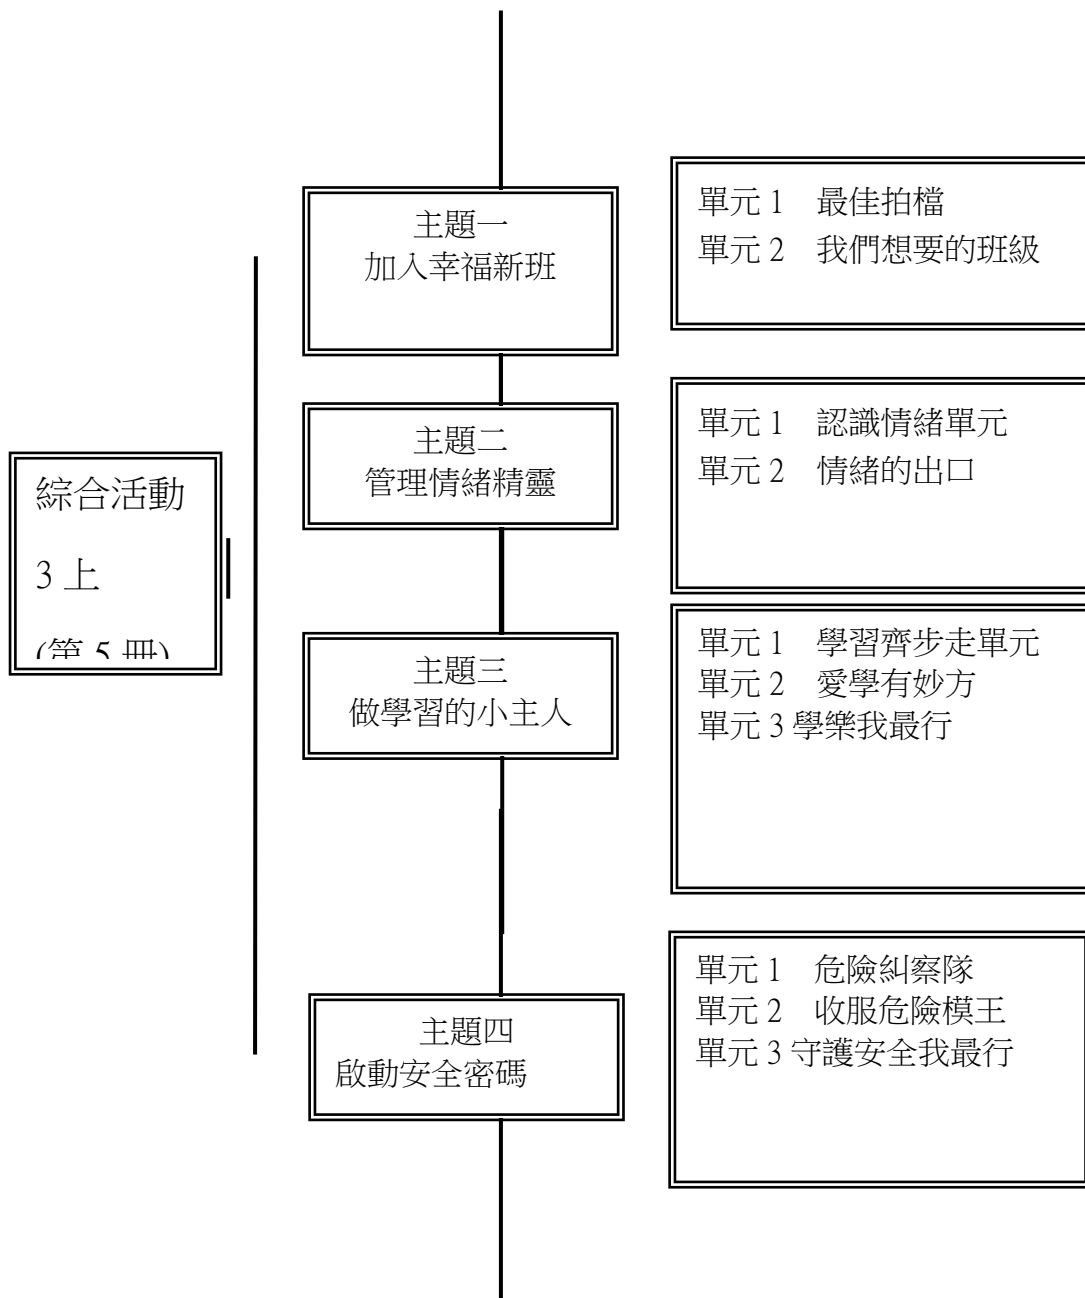 綜合活動
3 上
(第 5 冊)
主題一
加入幸福新班
單元 1　最佳拍檔
單元 2　我們想要的班級
主題二
管理情緒精靈
單元 1　認識情緒單元
單元 2　情緒的出口
主題三
做學習的小主人
單元 1　學習齊步走單元
單元 2　愛學有妙方
單元 3 學樂我最行
主題四
啟動安全密碼
單元 1　危險糾察隊
單元 2　收服危險模王
單元 3 守護安全我最行